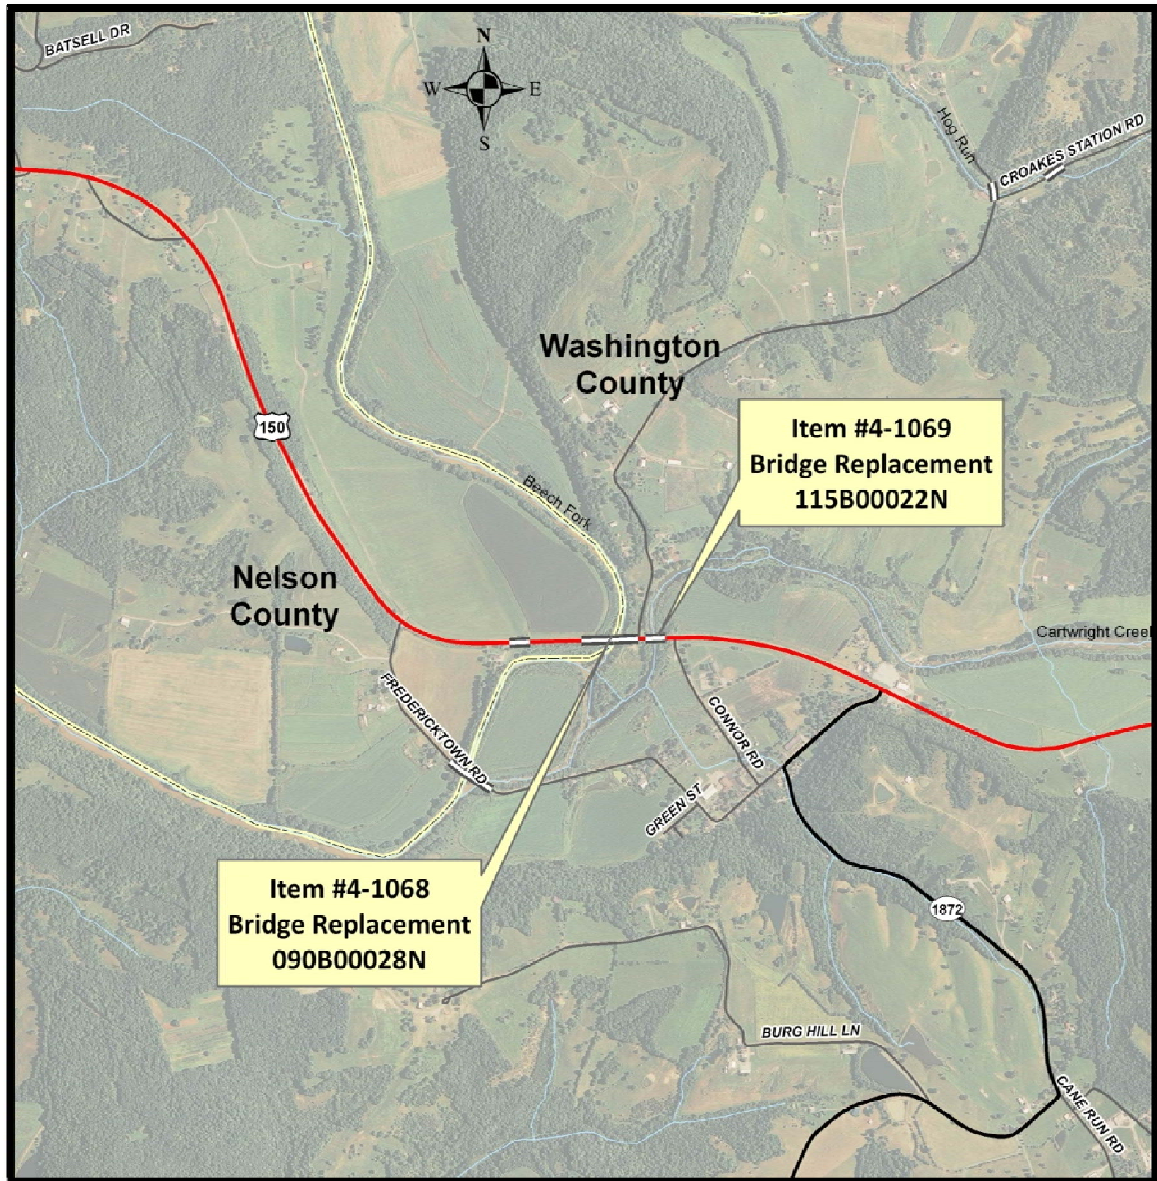 BATSELL DR
N
W
E
S
Hog Run
CROAKES STATION RD
Washington
County
150
Item #4-1069
Bridge Replacement
115B00022N
Beech Fork
Nelson
County
Cartwright Cree
FREDERICKTOWN RD
CONNOR RD
GREEN ST
Item #4-1068
Bridge Replacement
090B00028N
1872
BURG HILL LN
CANE RUN RD